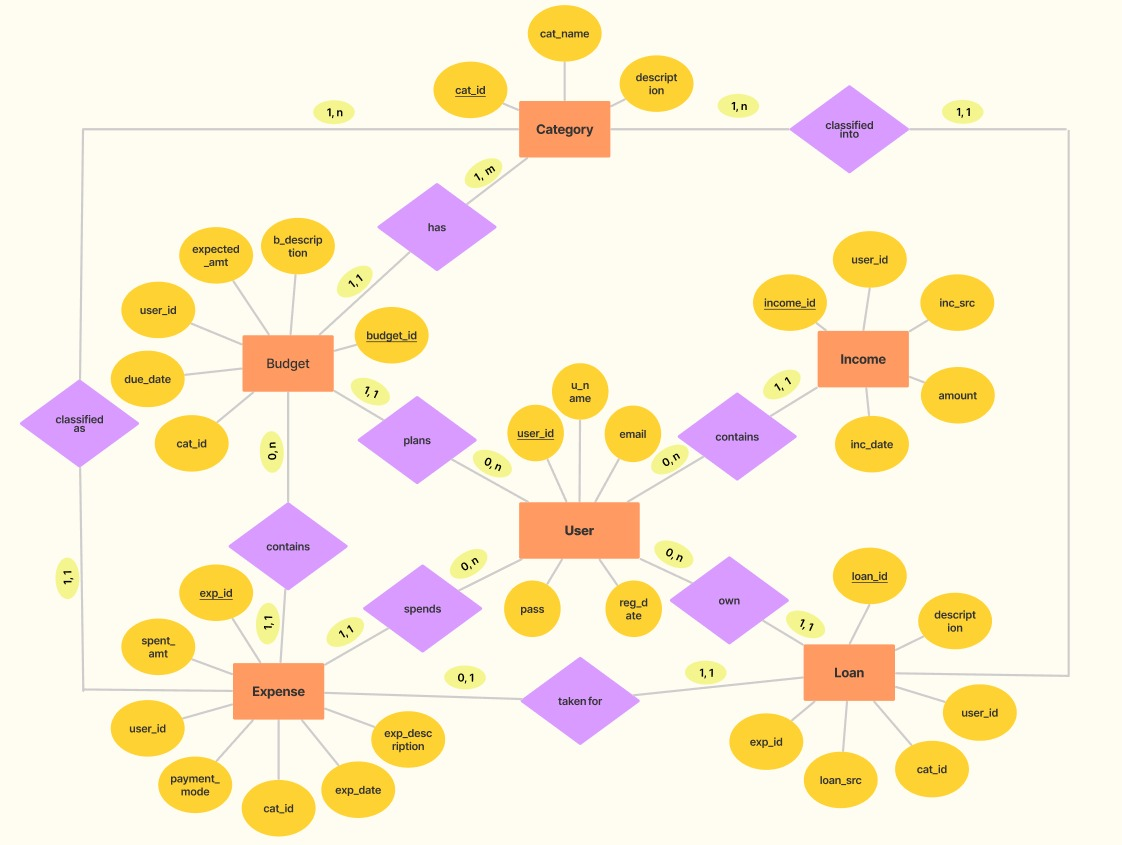 cat_name
cat_id
descript
ion
1, n
Category
1, n
classified
into
1, 1
1, m
has
1,1
expected
_amt
b_descrip
tion
user_id
budget_id
Budget
due_date
cat_id
user_id
income_id
inc_src
Income
amount
inc_date
1, 1
contains
0, n
classified
as
1,1
plans
0, n
0, n
u_n
ame
user_id
email
User
pass
reg_d
ate
contains
1,1
1,1
exp_id
spent_
amt
0, n
spends
1,1
0, n
own
1,1
loan_id
descript
ion
Expense
0, 1
taken for
1, 1
Loan
user_id
payment_
mode
cat_id
exp_date
exp_desc
ription
exp_id
loan_src
cat_id
user_id